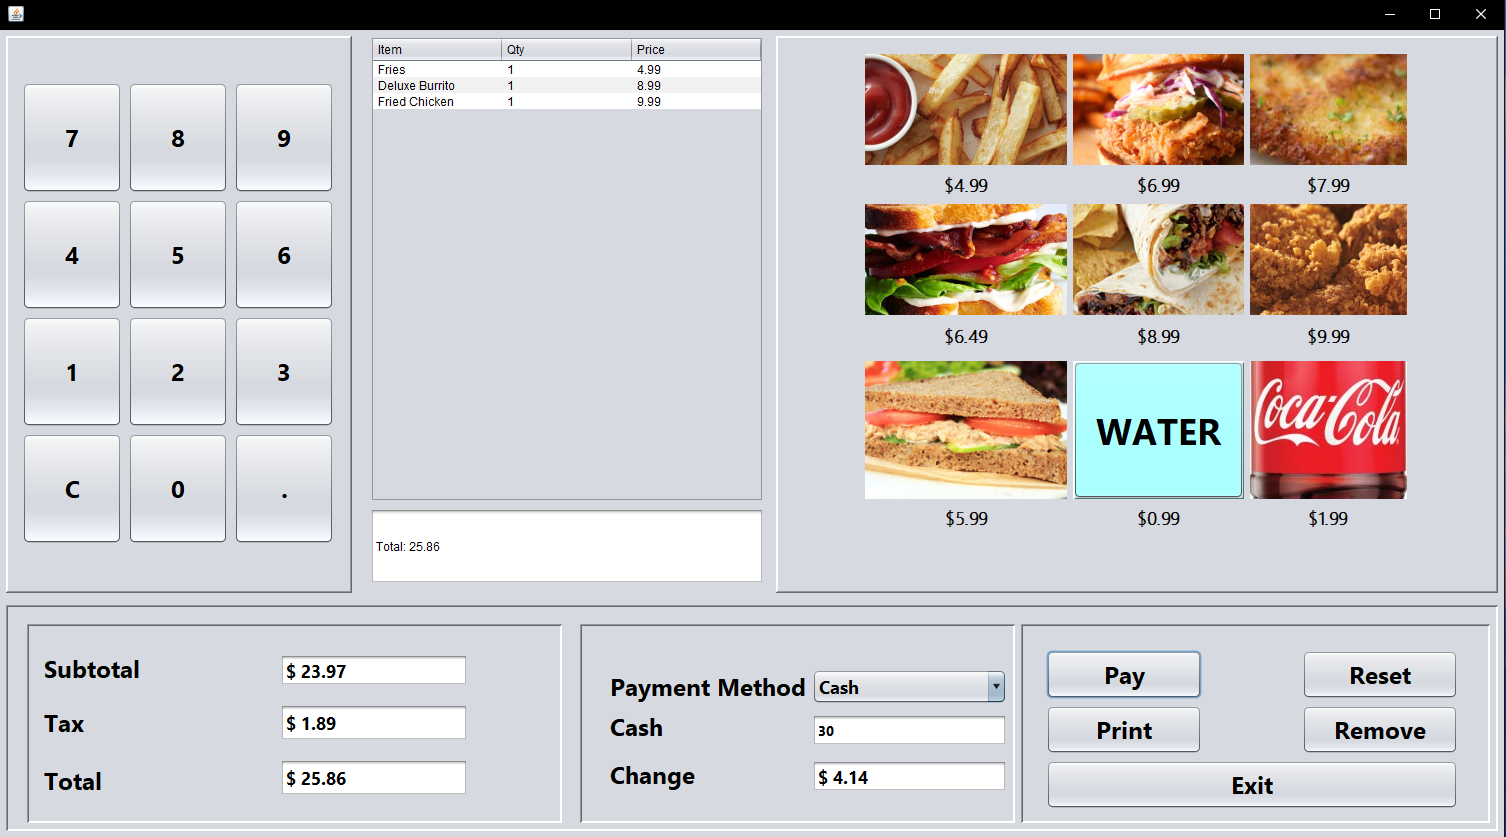 7 8 9
4 5 6
1 2 3
C 0 .
Item Qty Price
Fries 1 4.99
Deluxe Burrito 1 8.99
Fried Chicken 1 9.99
Total: 25.86
$4.99 $6.99 $7.99
$6.49 $8.99 $9.99
WATER
Coca-Cola
$5.99 $0.99 $1.99
Subtotal $ 23.97
Tax $ 1.89
Total $ 25.86
Payment Method Cash
Cash 30
Change $ 4.14
Pay Reset
Print Remove
Exit